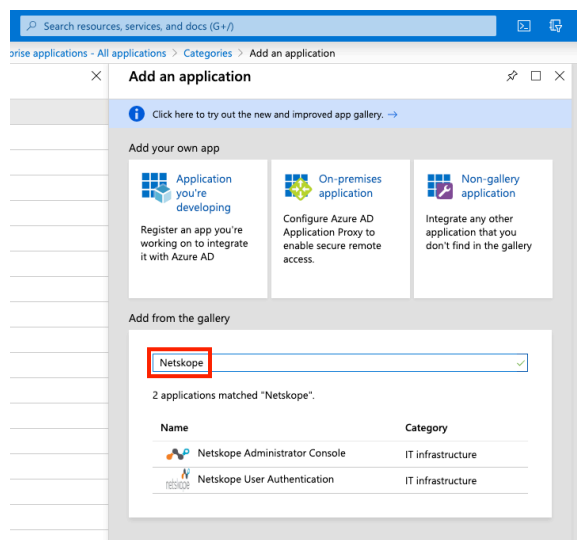 Search resources, services, and docs (G+/)
orise applications - All applications > Categories > Add an application
Add an application
Click here to try out the new and improved app gallery. →
Add your own app
Application
you're
developing
Register an app you're
working on to integrate
it with Azure AD
On-premises
application
Configure Azure AD
Application Proxy to
enable secure remote
access.
Non-gallery
application
Integrate any other
application that you
don't find in the gallery
Add from the gallery
Netskope
2 applications matched "Netskope".
Name Category
Netskope Administrator Console IT infrastructure
netskope Netskope User Authentication IT infrastructure